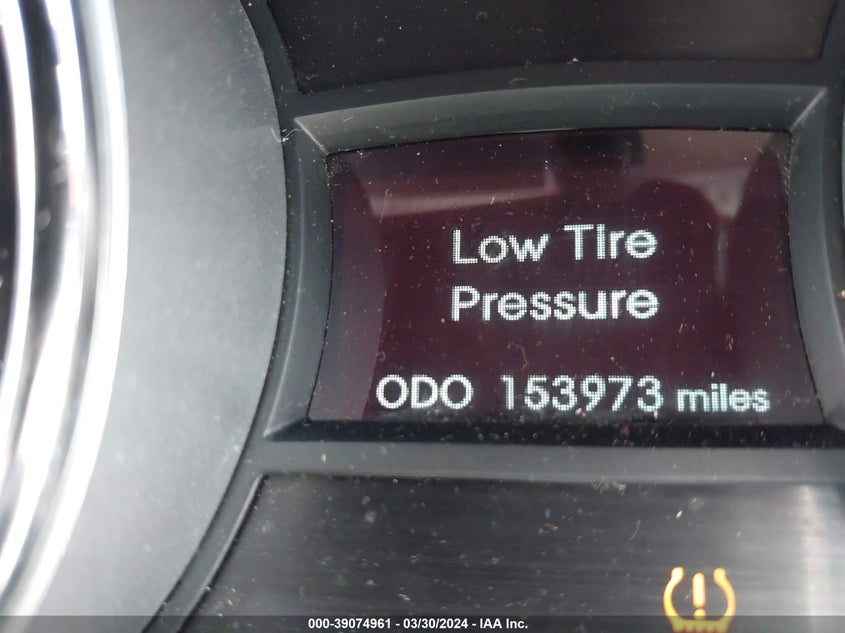 Low Tire
Pressure
ODO 153973 miles
000-39074961 - 03/30/2024 - IAA Inc.